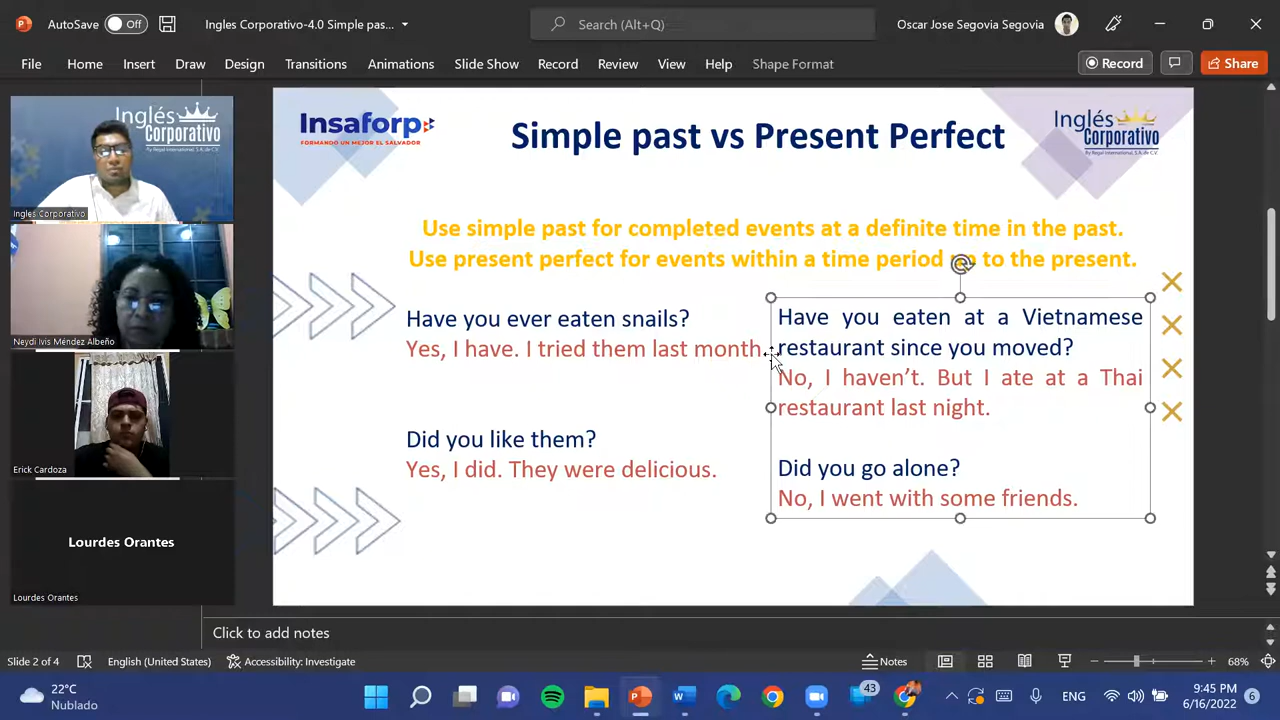 AutoSave Off Ingles Corporativo-4.0 Simple pas... Search (Alt+Q) Oscar Jose Segovia Segovia
File Home Insert Draw Design Transitions Animations Slide Show Record Review View Help Shape Format Record Share
Inglés Corporativo
Ingles Corporativo
Neydi Ivis Méndez Albeño
Erick Cardoza
Lourdes Orantes
Lourdes Orantes
Insaforp
FORMANDO UN MEJOR EL SALVADOR
Simple past vs Present Perfect
Inglés
Corporativo
By Regal International, S.A. de C.V.
Use simple past for completed events at a definite time in the past.
Use present perfect for events within a time period to the present.
Have you ever eaten snails?
Yes, I have. I tried them last month.
Did you like them?
Yes, I did. They were delicious.
Have you eaten at a Vietnamese
restaurant since you moved?
No, I haven't. But I ate at a Thai
restaurant last night.
Did you go alone?
No, I went with some friends.
Click to add notes
Slide 2 of 4 English (United States) Accessibility: Investigate Notes 68%
22°C
Nublado
43
ENG
9:45 PM
6/16/2022
6